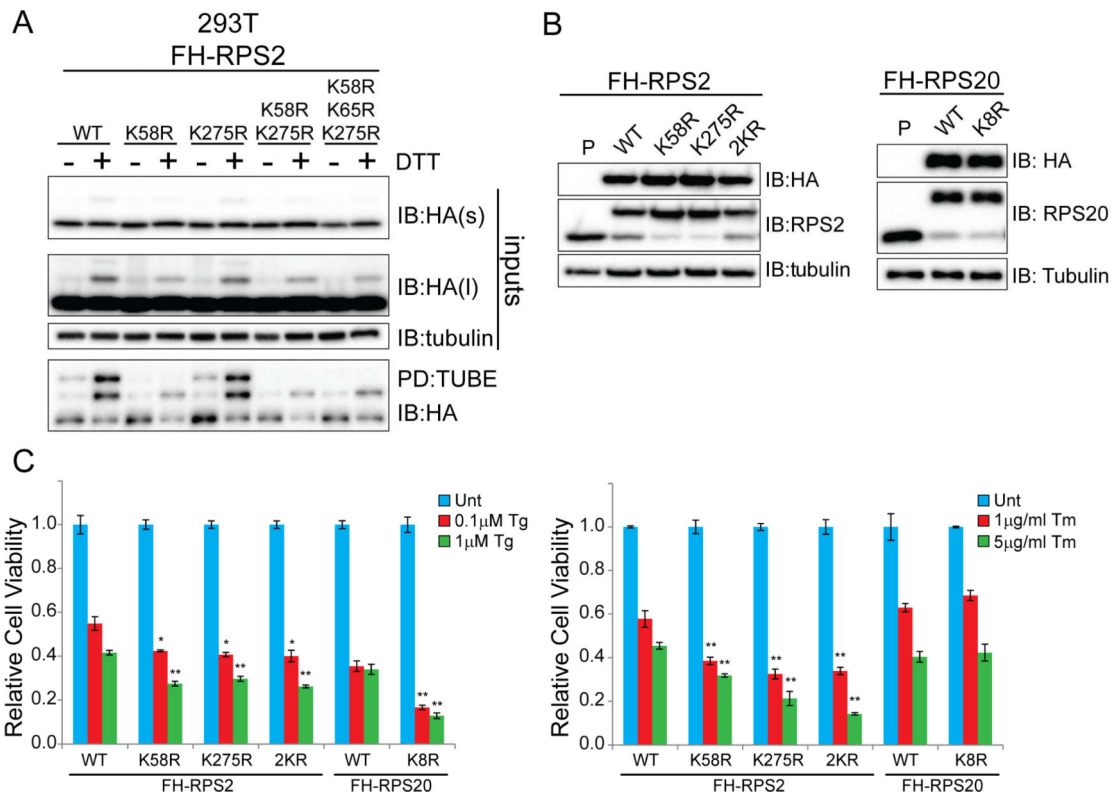 A
293T
FH-RPS2
K58R
K58R K65R
WT K58R K275R K275R K275R
- + - + - + - + - + DTT
IB:HA(s)
IB:HA(l)
IB:tubulin
inputs
PD:TUBE
IB:HA
B
FH-RPS2
P WT K58R K275R 2KR
IB:HA
IB:RPS2
IB:tubulin
FH-RPS20
P WT K8R
IB: HA
IB: RPS20
IB: Tubulin
C
Relative Cell Viability
1.0
0.8
0.6
0.4
0.2
0.0
Unt
0.1μM Tg
1μM Tg
* ** * ** * ** ** **
WT K58R K275R 2KR WT K8R
FH-RPS2 FH-RPS20
Relative Cell Viability
1.0
0.8
0.6
0.4
0.2
0.0
Unt
1μg/ml Tm
5μg/ml Tm
** ** ** ** ** **
WT K58R K275R 2KR WT K8R
FH-RPS2 FH-RPS20